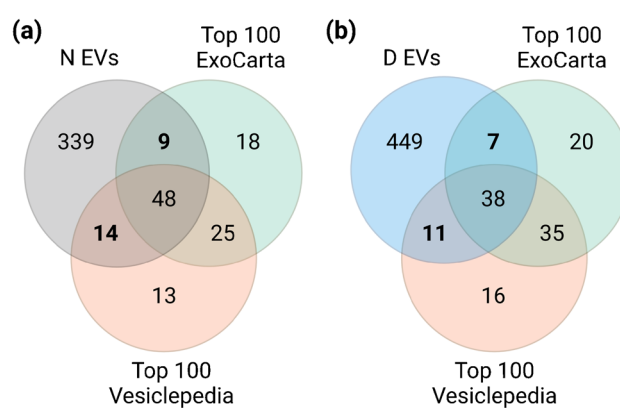 (a)
N EVs
Top 100
ExoCarta
339
9
18
48
14
25
13
Top 100
Vesiclepedia
(b)
D EVs
Top 100
ExoCarta
449
7
20
38
11
35
16
Top 100
Vesiclepedia